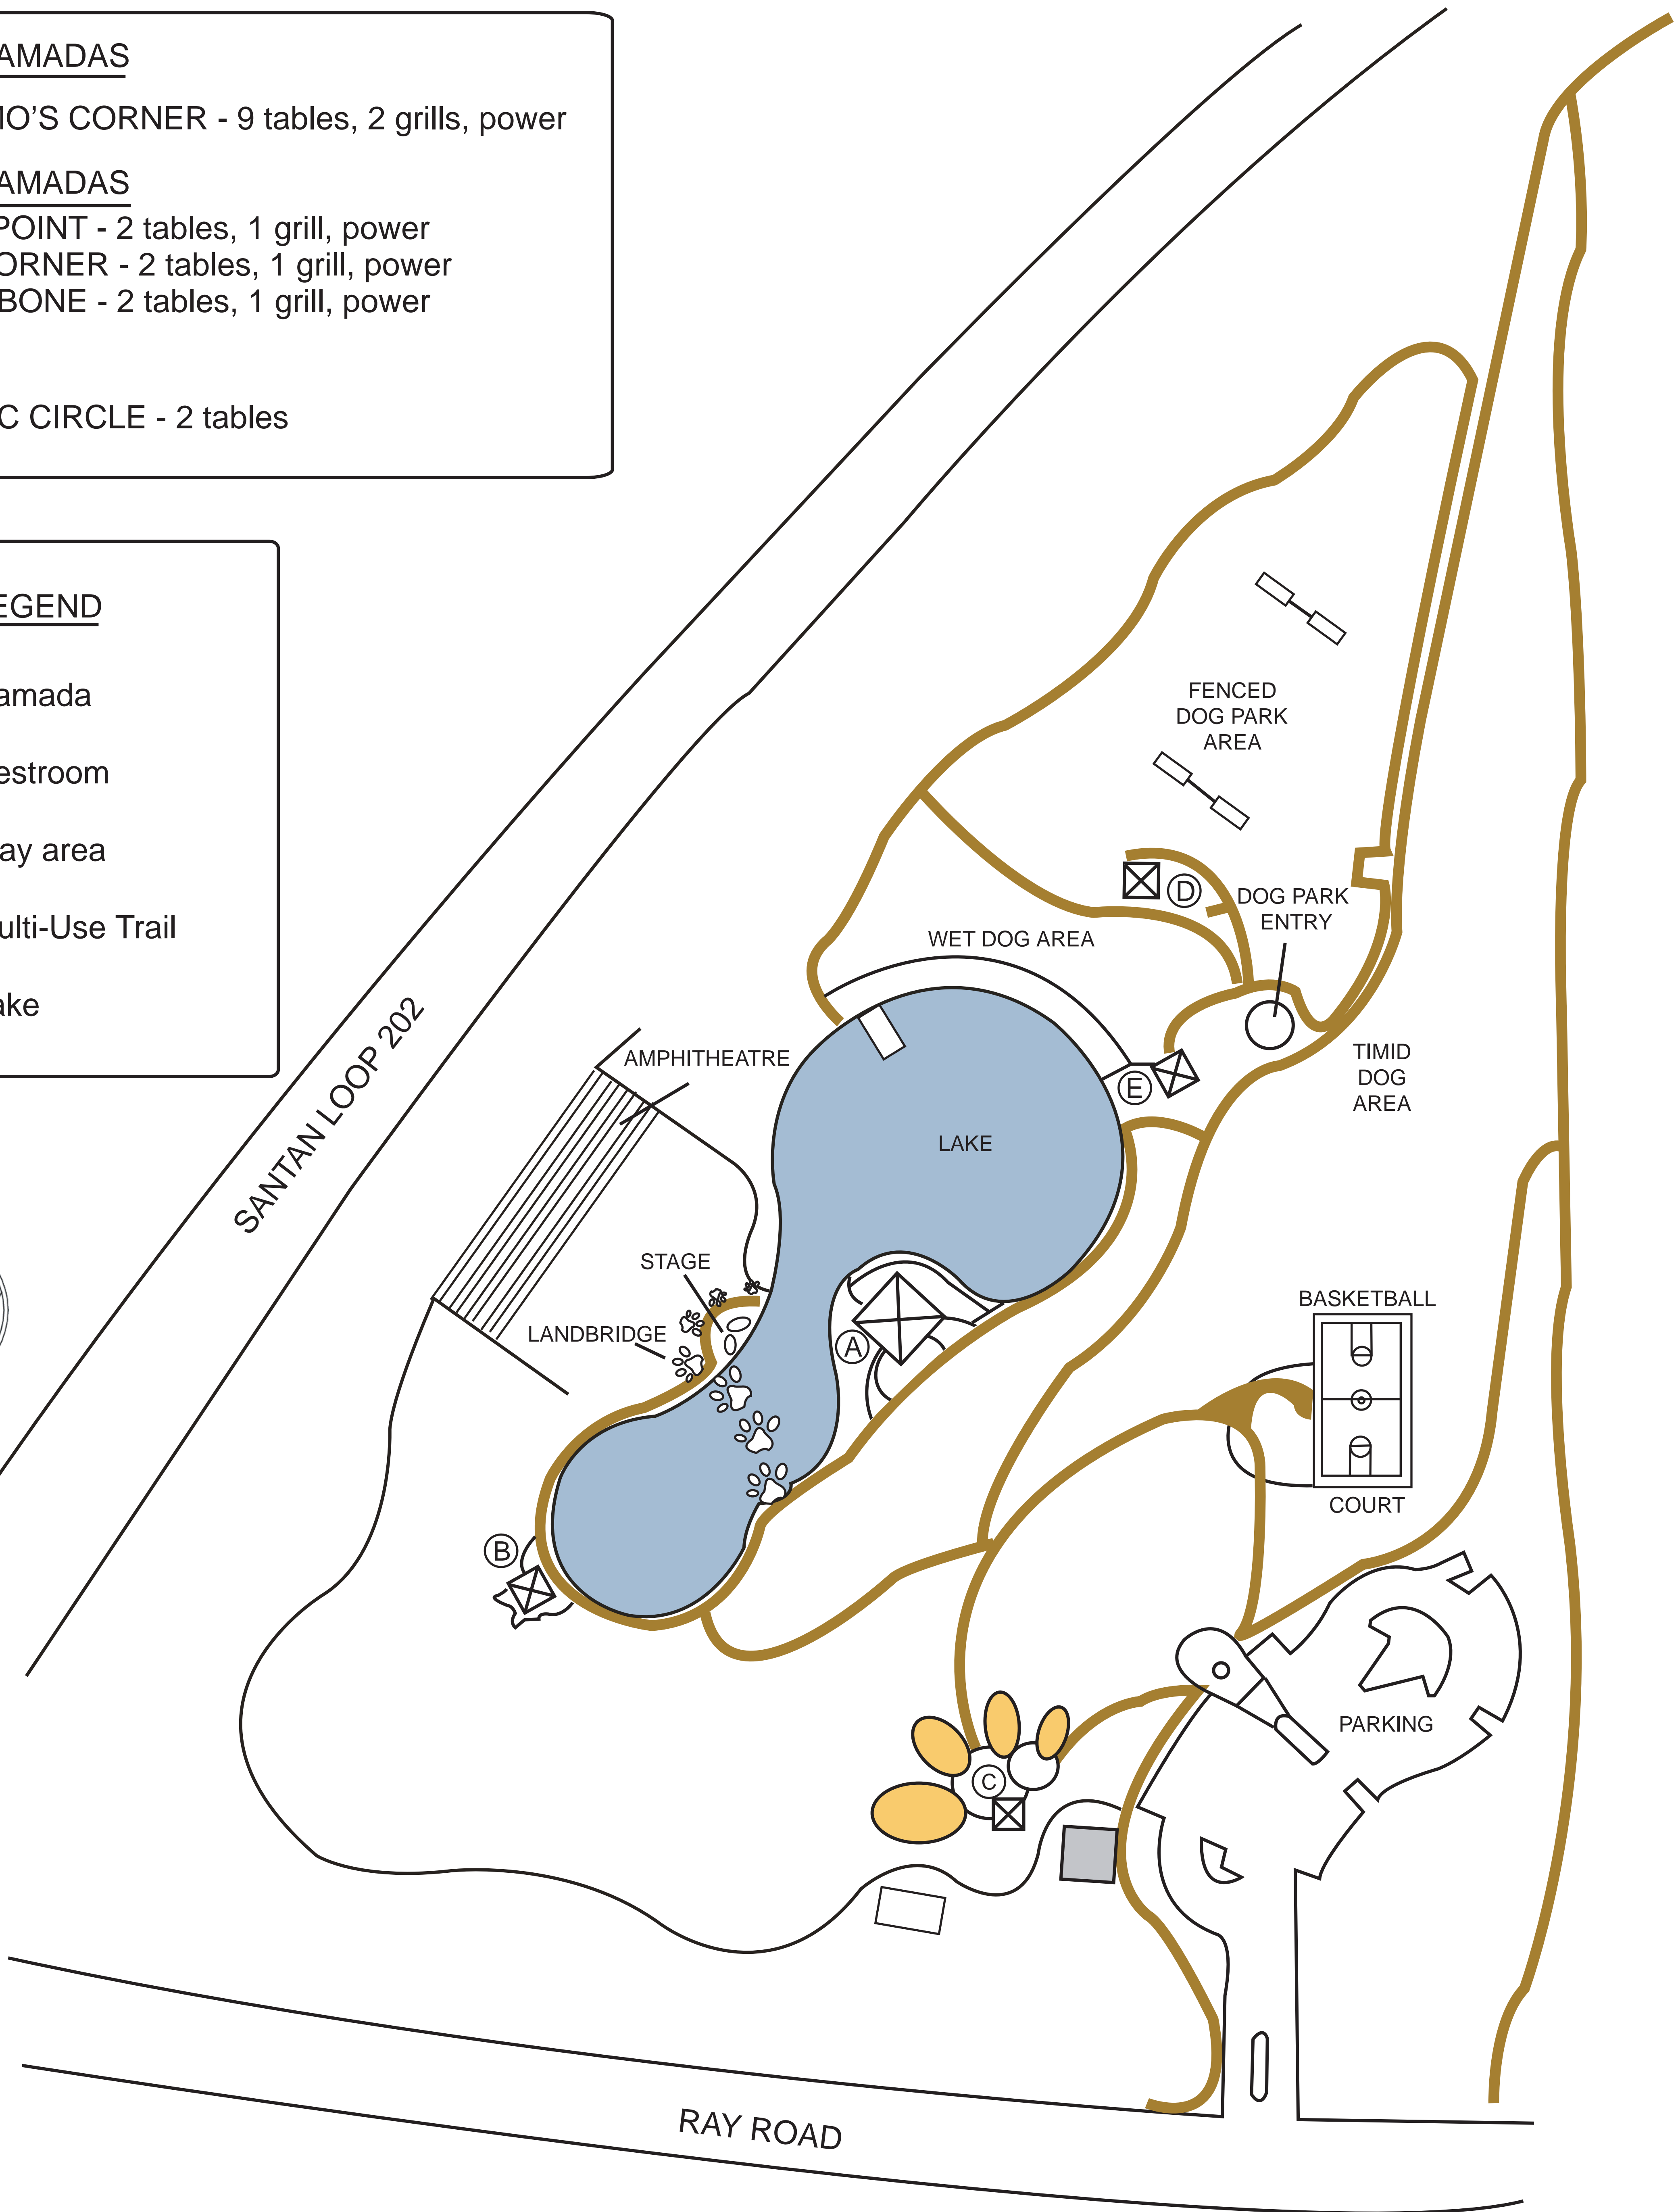 AMADAS
MO'S CORNER - 9 tables, 2 grills, power
AMADAS
POINT - 2 tables, 1 grill, power
ORNER - 2 tables, 1 grill, power
BONE - 2 tables, 1 grill, power
C CIRCLE - 2 tables
EGEND
amada
estroom
ay area
ulti-Use Trail
ake
SANTAN LOOP 202
FENCED
DOG PARK
AREA
D
DOG PARK
ENTRY
WET DOG AREA
AMPHITHEATRE
TIMID
DOG
AREA
E
LAKE
STAGE
LANDBRIDGE
A
BASKETBALL
COURT
B
PARKING
C
RAY ROAD